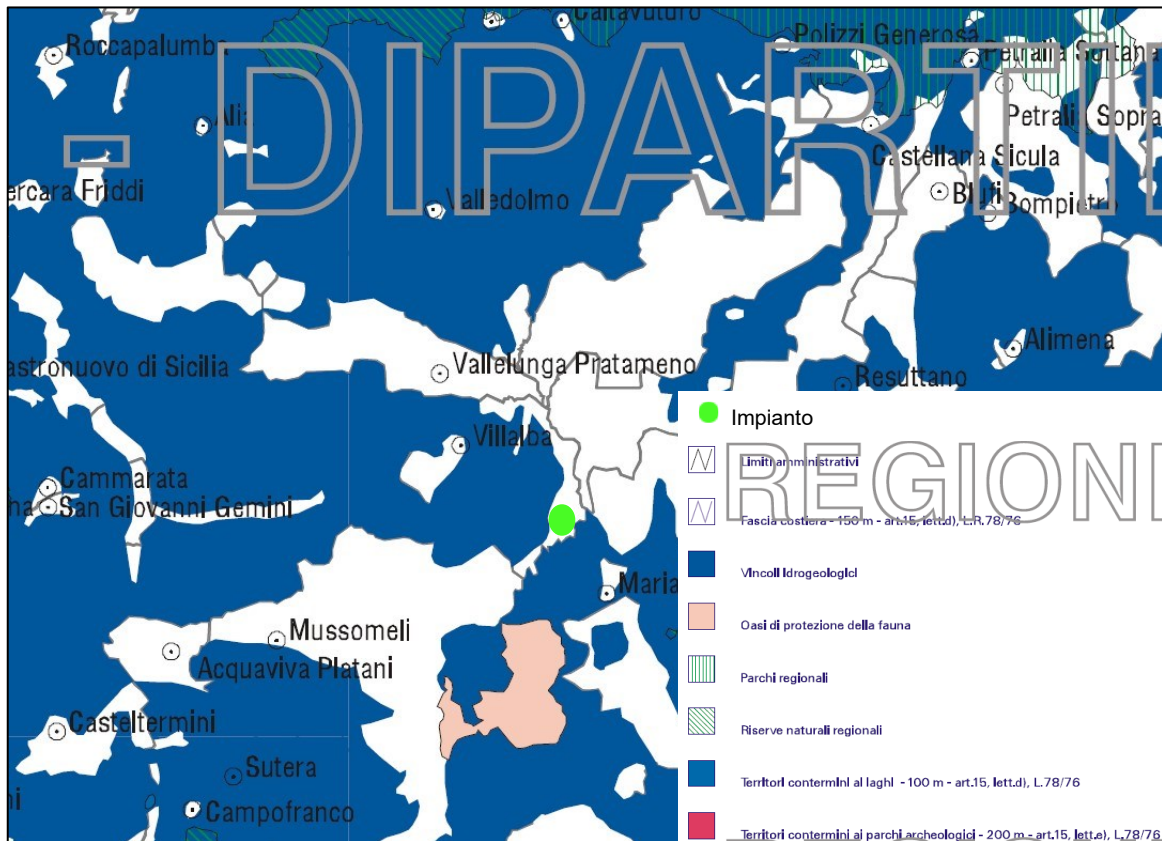 Caltavuturo
Roccapalumba
Polizzi Generosa
Petralia Sottana
- DIPARTI
Alia
Petralia Sopra
Castellana Sicula
ercara Friddi
Valledolmo
Blufi
Bompietro
Alimena
astronuovo di Sicilia
Vallelunga Pratameno
Resuttano
Villalba
Cammarata
San Giovanni Gemini
Maria
Mussomeli
Acquaviva Platani
Casteltermini
Sutera
Campofranco
Impianto
REGION
Limiti amministrativi
Fascia costiera - 150 m - art.15, lett.d), L.R.78/76
Vincoli idrogeologici
Oasi di protezione della fauna
Parchi regionali
Riserve naturali regionali
Territori contermini ai laghi - 100 m - art.15, lett.d), L.78/76
Territori contermini ai parchi archeologici - 200 m - art.15, lett.e), L.78/76